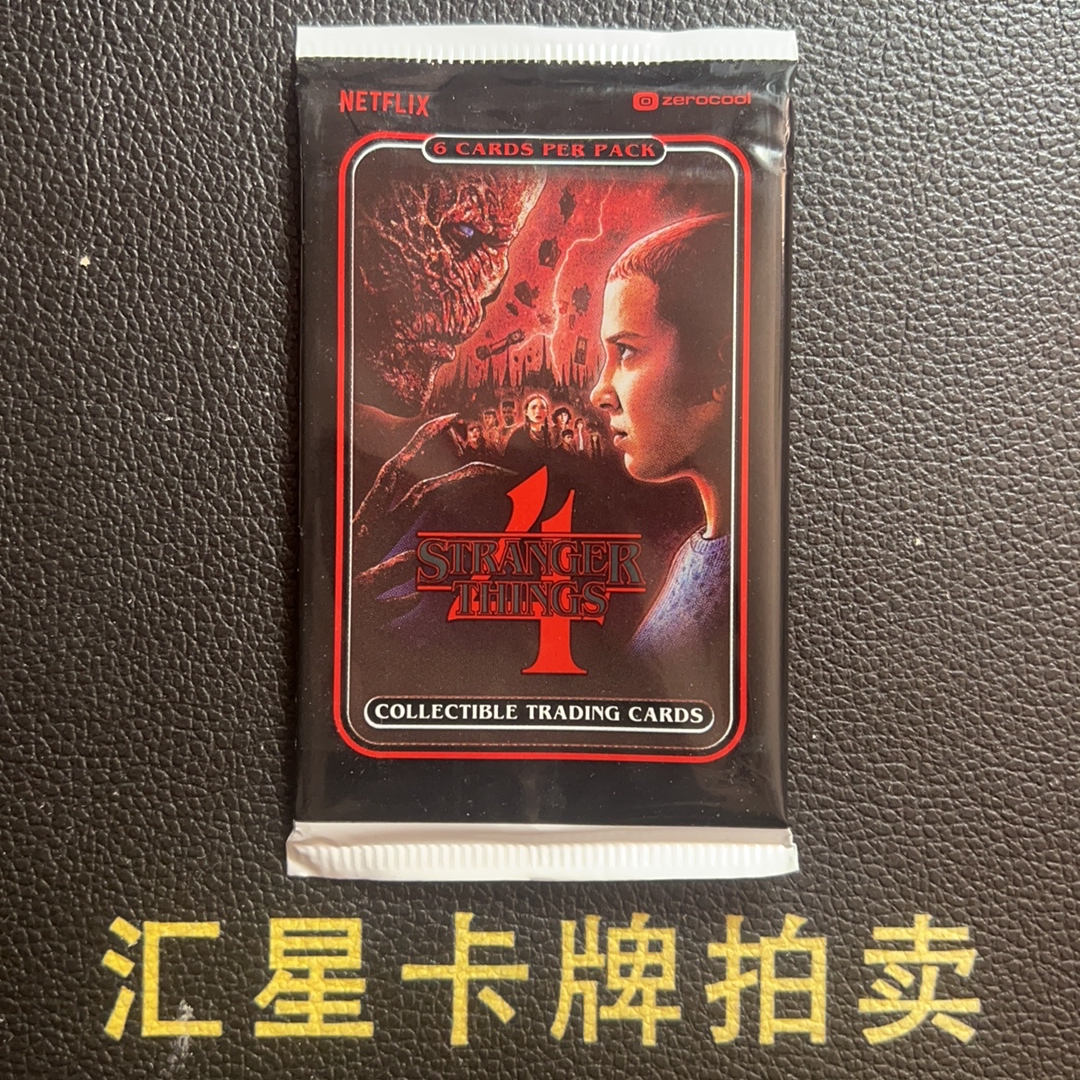 NETFLIX
zerocool
6 CARDS PER PACK
4
STRANGER
THINGS
COLLECTIBLE TRADING CARDS
汇星卡牌拍卖